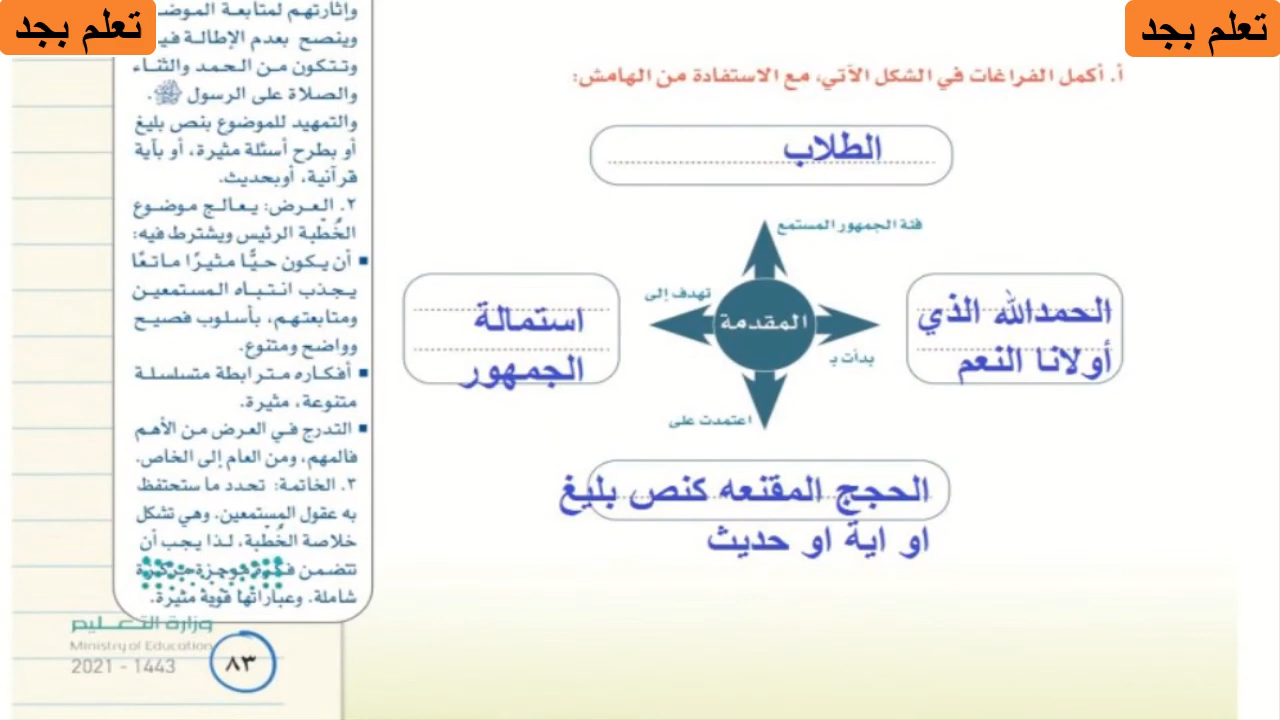 تعلم بجد
تعلم بجد
أ. أكمل الفراغات في الشكل الآتي، مع الاستفادة من الهامش:
الطلاب
فئة الجمهور المستمع
الحمدالله الذي
أولانا النعم
بدأت بـ
المقدمة
تهدف إلى
استمالة
الجمهور
اعتمدت على
الحجج المقنعه كنص بليغ
او اية او حديث
وإثارتهم لمتابعة
وينصح بعدم الإطالة
وتتكون من الحمد والثناء
والصلاة على الرسول ﷺ.
والتمهيد للموضوع بنص بليغ
أو بطرح أسئلة مثيرة، أو بآية
قرآنية، أوبحديث.
٢. العرض: يعالج موضوع
الخُطبة الرئيس ويشترط فيه:
▪ أن يكون حيًّا مثيرًا ماتعًا
يجذب انتباه المستمعين
ومتابعتهم، بأسلوب فصيح
وواضح ومتنوع.
▪ أفكاره مترابطة متسلسلة
متنوعة، مثيرة.
▪ التدرج في العرض من الأهم
فالمهم، ومن العام إلى الخاص.
٣. الخاتمة: تحدد ما ستحتفظ
به عقول المستمعين. وهي تشكل
خلاصة الخُطبة، لذا يجب أن
تتضمن
شاملة. وعباراتها قوية مثيرة.
وزارة التعليم
Ministry of Education
2021 - 1443
٨٣